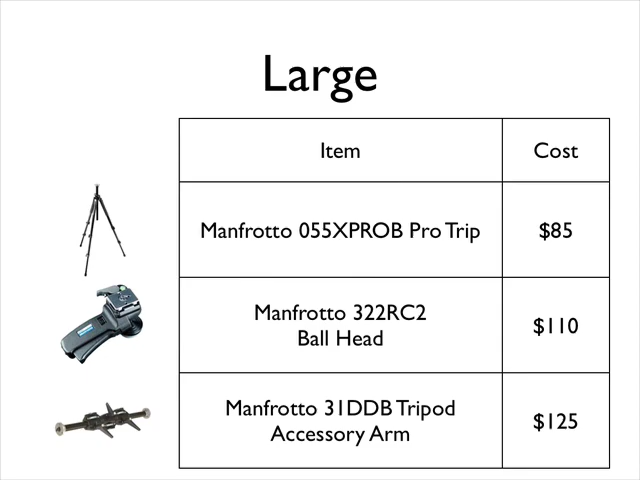 Large
Item
Cost
Manfrotto 055XPROB Pro Trip
$85
Manfrotto 322RC2
Ball Head
$110
Manfrotto 31DDB Tripod
Accessory Arm
$125